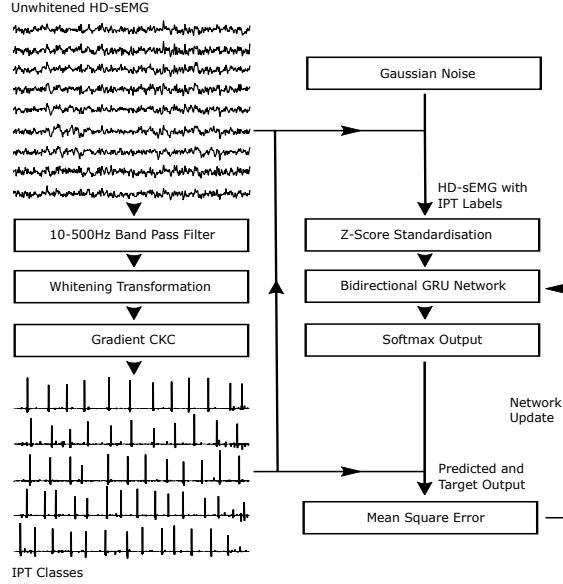 Unwhitened HD-sEMG
10-500Hz Band Pass Filter
Whitening Transformation
Gradient CKC
IPT Classes
Gaussian Noise
HD-sEMG with
IPT Labels
Z-Score Standardisation
Bidirectional GRU Network
Softmax Output
Network
Update
Predicted and
Target Output
Mean Square Error